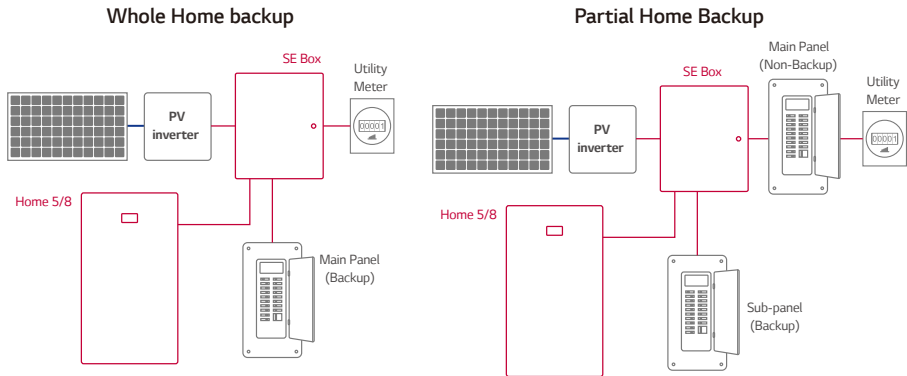 Whole Home backup
SE Box
Utility
Meter
PV
inverter
00001
Home 5/8
Main Panel
(Backup)
Partial Home Backup
Main Panel
(Non-Backup)
SE Box
Utility
Meter
PV
inverter
00001
Home 5/8
Sub-panel
(Backup)